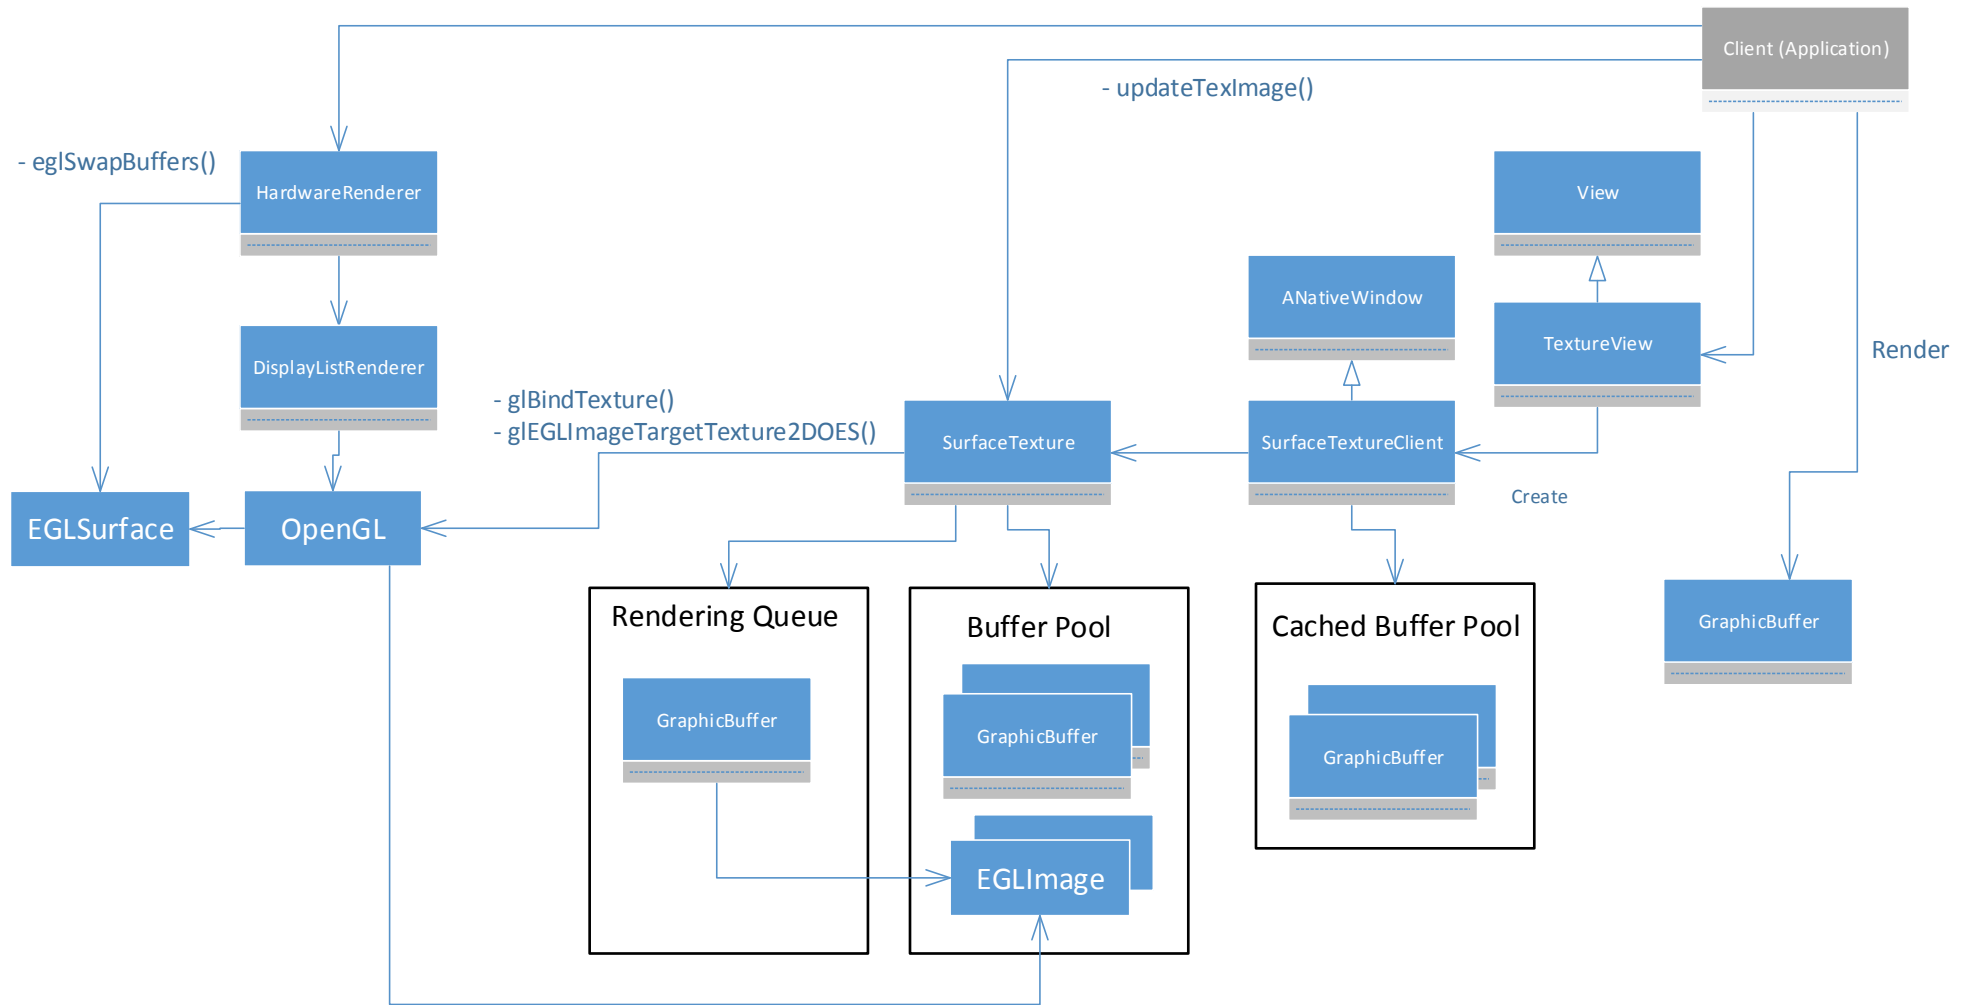 Client (Application)
- updateTexImage()
- eglSwapBuffers()
HardwareRenderer
View
ANativeWindow
TextureView
Render
DisplayListRenderer
- glBindTexture()
- glEGLImageTargetTexture2DOES()
SurfaceTexture
SurfaceTextureClient
Create
EGLSurface
OpenGL
Rendering Queue
Buffer Pool
Cached Buffer Pool
GraphicBuffer
GraphicBuffer
GraphicBuffer
GraphicBuffer
EGLImage